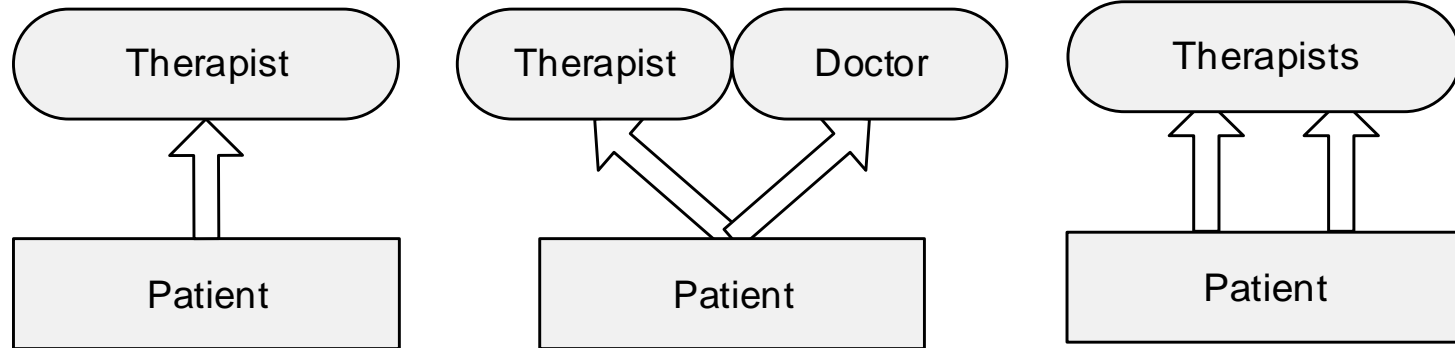 Therapist
Patient
Therapist
Doctor
Patient
Therapists
Patient